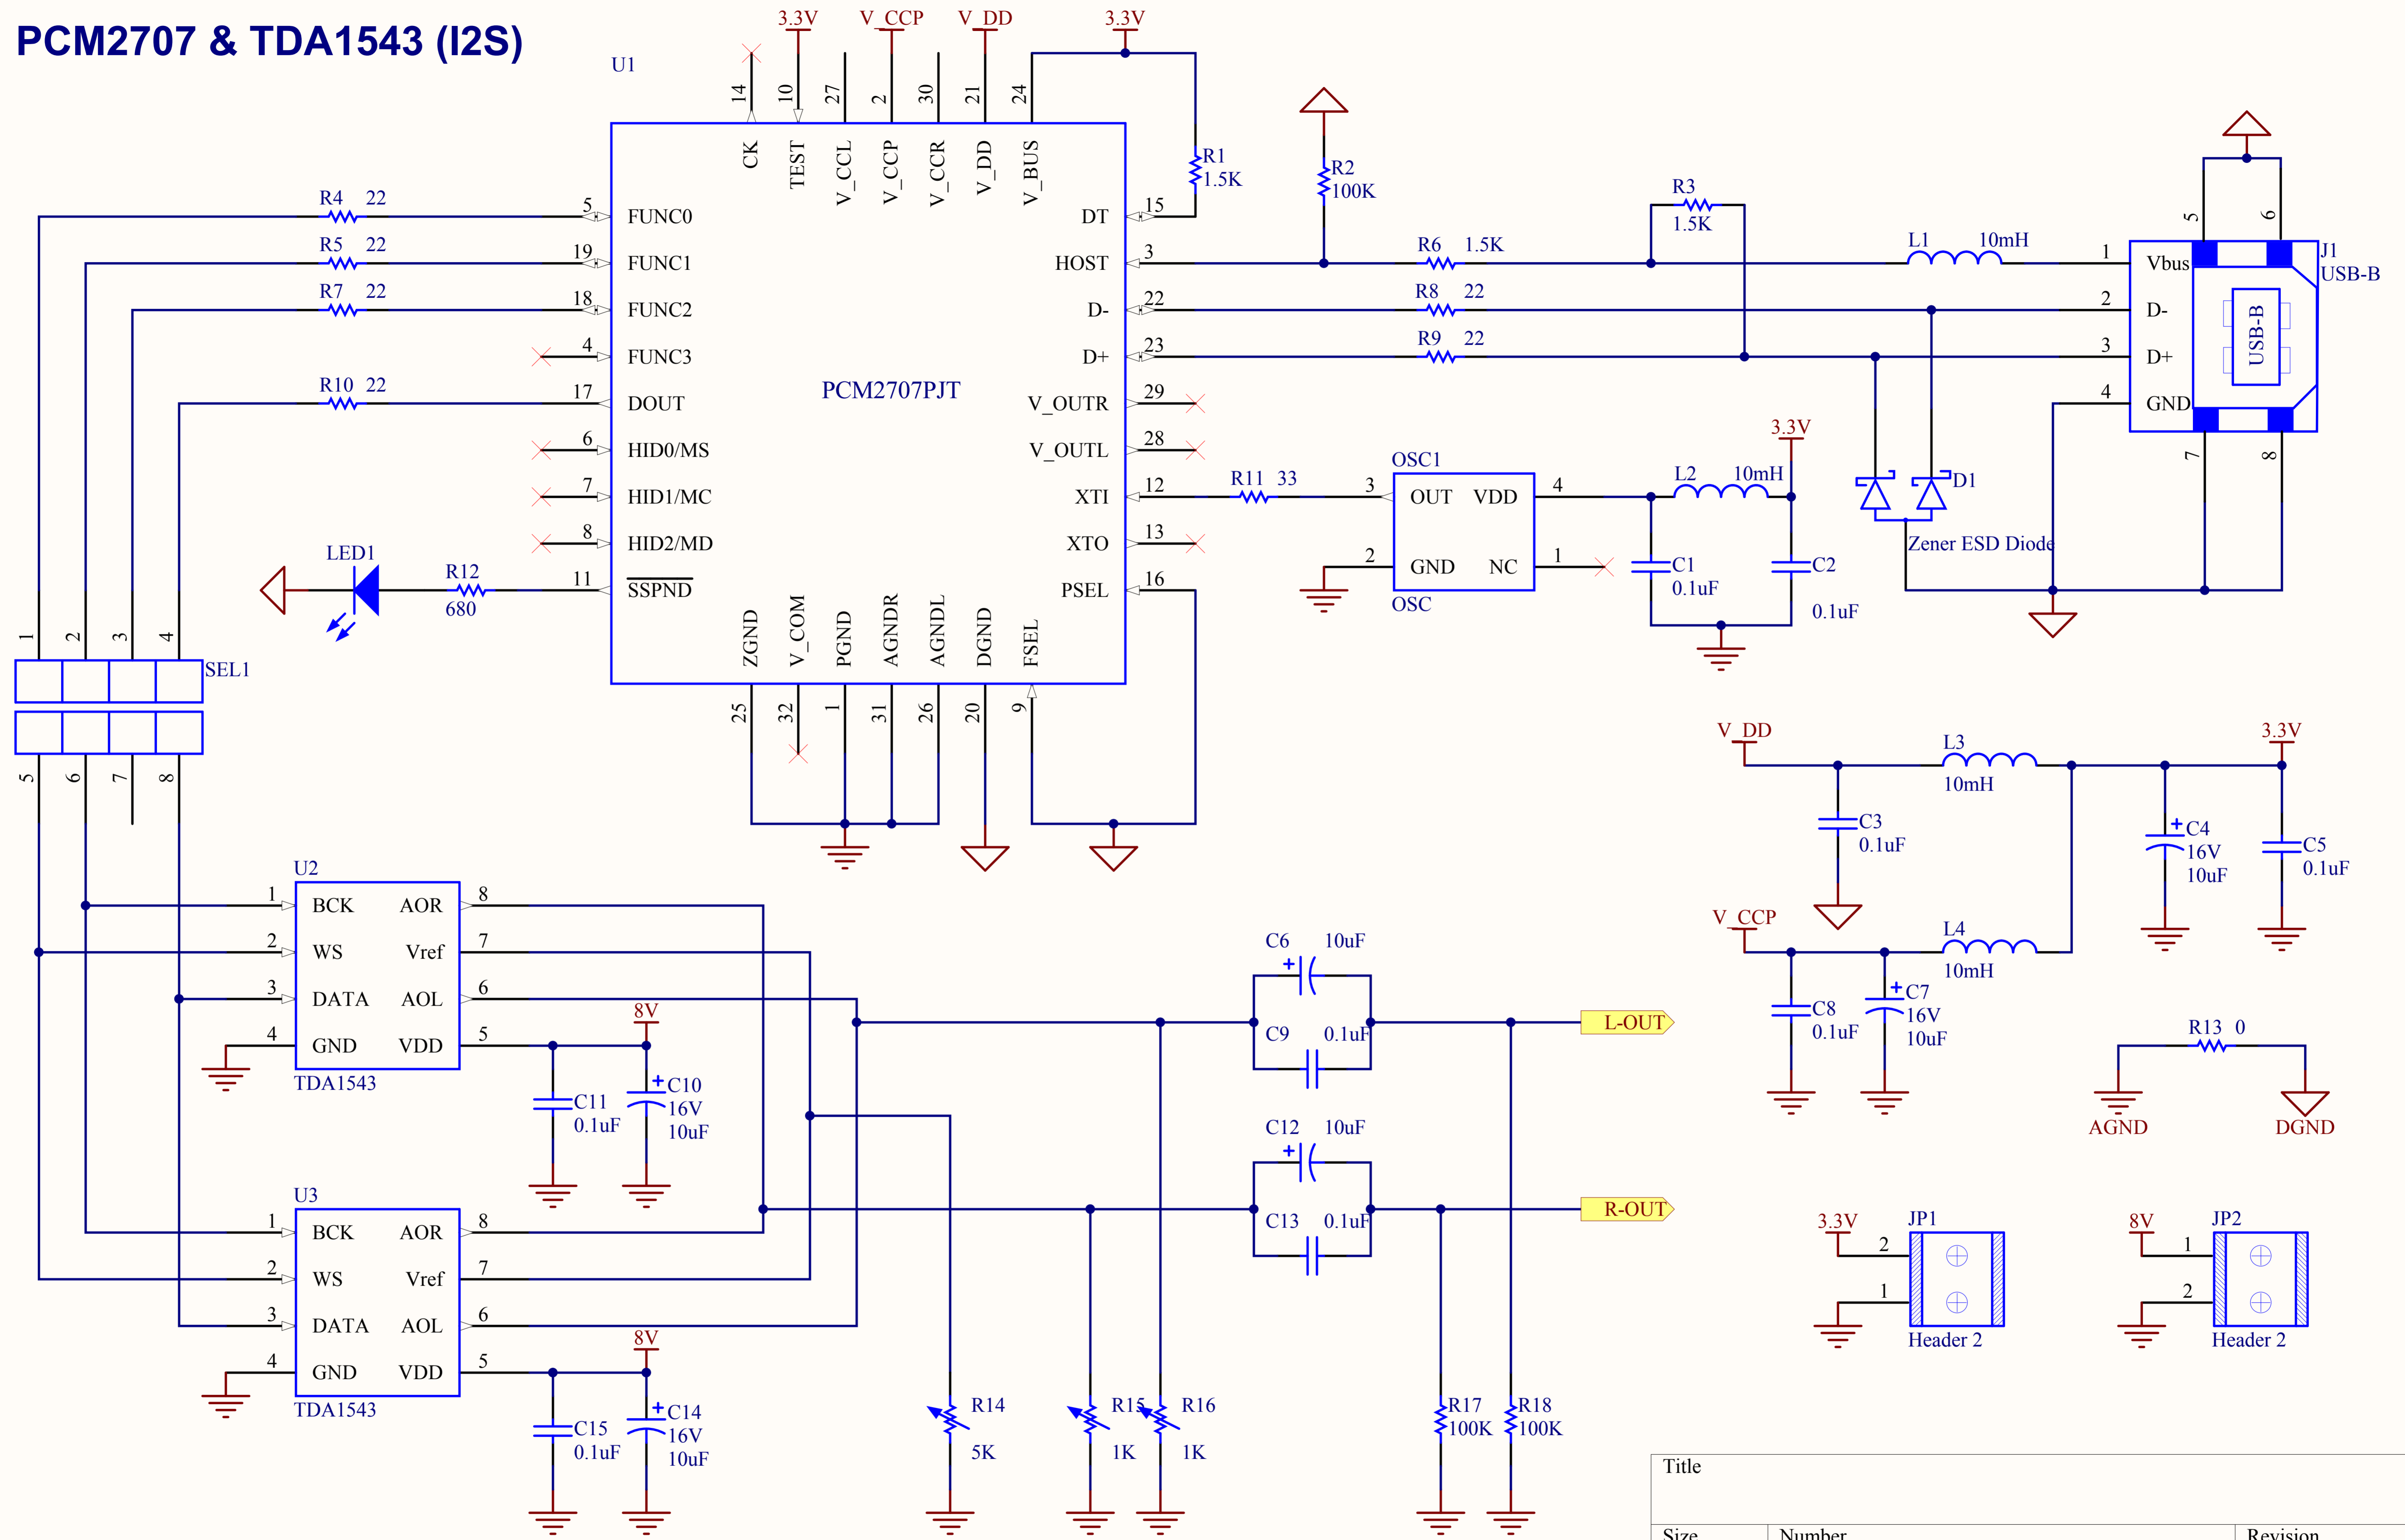 PCM2707 & TDA1543 (I2S)
3.3V
V_CCP
V_DD
3.3V
U1
14
10
27
2
30
21
24
CK
TEST
V_CCL
V_CCP
V_CCR
V_DD
V_BUS
R1
1.5K
R2
100K
R3
1.5K
R4 22
5
FUNC0
DT
15
R5 22
19
FUNC1
HOST
3
R6 1.5K
L1 10mH
R7 22
18
FUNC2
D-
22
R8 22
4
FUNC3
D+
23
R9 22
PCM2707PJT
R10 22
17
DOUT
V_OUTR
29
6
HID0/MS
V_OUTL
28
7
HID1/MC
XTI
12
R11 33
8
HID2/MD
XTO
13
LED1
R12
680
11
SSPND
PSEL
16
5
6
J1
USB-B
1
Vbus
2
D-
3
D+
4
GND
USB-B
7
8
D1
Zener ESD Diode
OSC1
3
OUT
VDD
4
2
GND
NC
1
OSC
L2 10mH
3.3V
C1
0.1uF
C2
0.1uF
ZGND
V_COM
PGND
AGNDR
AGNDL
DGND
FSEL
25
32
1
31
26
20
9
1
2
3
4
SEL1
5
6
7
8
V_DD
L3
10mH
3.3V
C3
0.1uF
C4
16V
10uF
C5
0.1uF
V_CCP
L4
10mH
C8
0.1uF
C7
16V
10uF
R13 0
AGND
DGND
U2
1
BCK
AOR
8
2
WS
Vref
7
3
DATA
AOL
6
4
GND
VDD
5
TDA1543
8V
C11
0.1uF
C10
16V
10uF
C6 10uF
C9 0.1uF
L-OUT
C12 10uF
C13 0.1uF
R-OUT
U3
1
BCK
AOR
8
2
WS
Vref
7
3
DATA
AOL
6
4
GND
VDD
5
TDA1543
8V
C15
0.1uF
C14
16V
10uF
R14
5K
R15
1K
R16
1K
R17
100K
R18
100K
3.3V
JP1
2
1
Header 2
8V
JP2
1
2
Header 2
Title
Size
Number
Revision